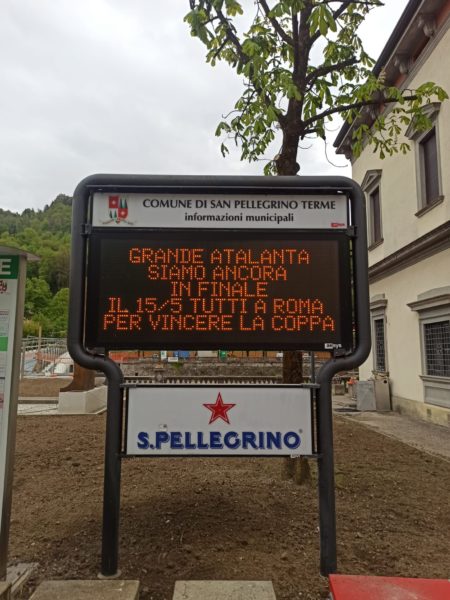 COMUNE DI SAN PELLEGRINO TERME
informazioni municipali
GRANDE ATALANTA
SIAMO ANCORA
IN FINALE
IL 15/5 TUTTI A ROMA
PER VINCERE LA COPPA
S.PELLEGRINO®